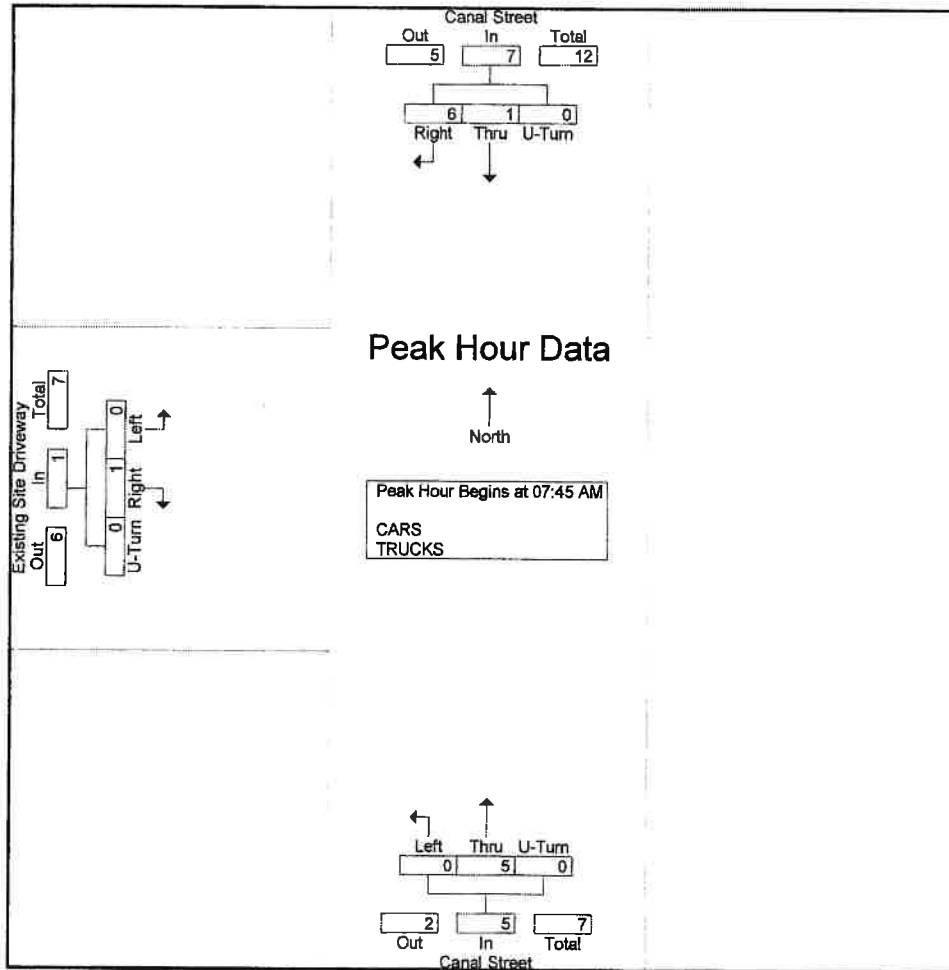 Canal Street
Out In Total
5 7 12
6 1 0
Right Thru U-Turn
Peak Hour Data
North
Peak Hour Begins at 07:45 AM
CARS
TRUCKS
Existing Site Driveway
Out In Total
6 1 7
0 1 0
U-Turn Right Left
Left Thru U-Turn
0 5 0
2 5 7
Out In Total
Canal Street